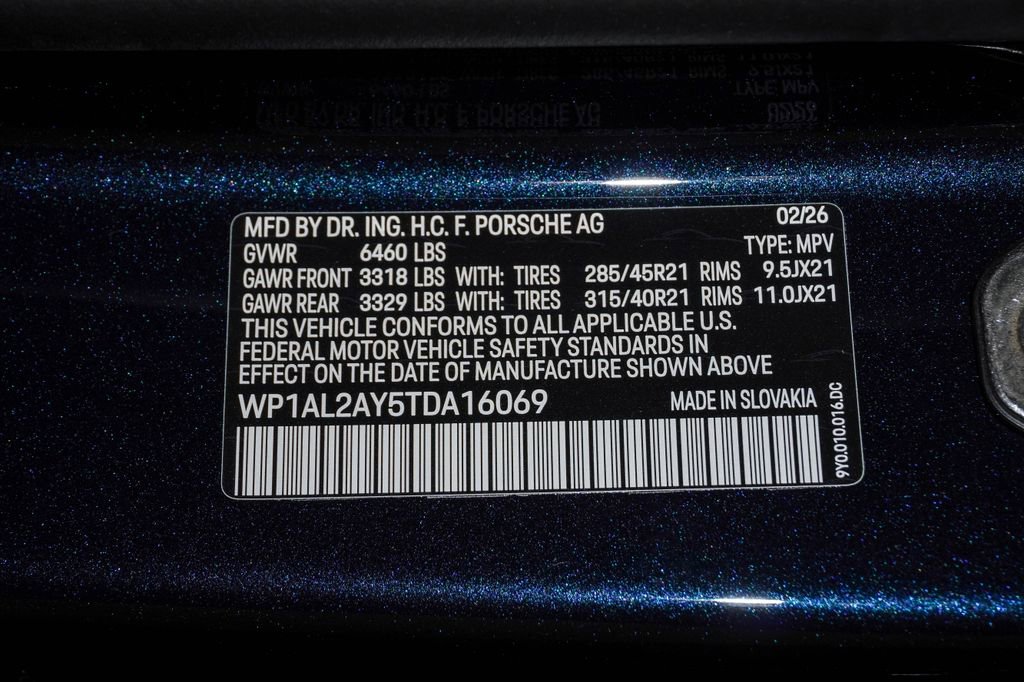 MFD BY DR. ING. H.C. F. PORSCHE AG 02/26
GVWR 6460 LBS TYPE: MPV
GAWR FRONT 3318 LBS WITH: TIRES 285/45R21 RIMS 9.5JX21
GAWR REAR 3329 LBS WITH: TIRES 315/40R21 RIMS 11.0JX21
THIS VEHICLE CONFORMS TO ALL APPLICABLE U.S.
FEDERAL MOTOR VEHICLE SAFETY STANDARDS IN
EFFECT ON THE DATE OF MANUFACTURE SHOWN ABOVE
WP1AL2AY5TDA16069 MADE IN SLOVAKIA
9Y0.010.016.DC